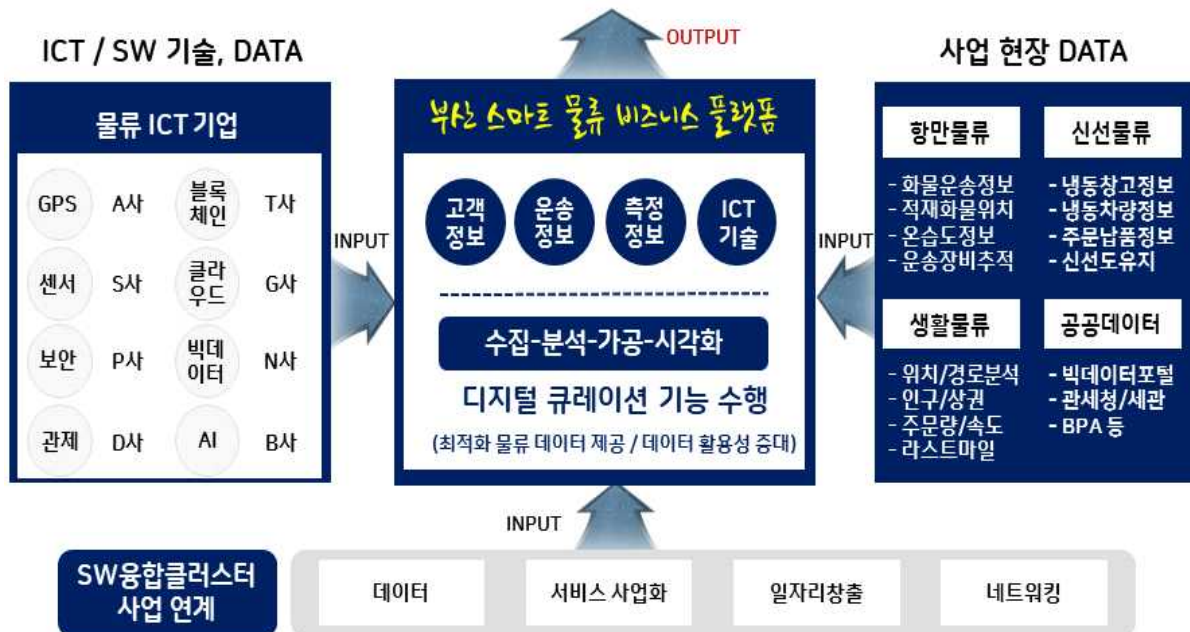 OUTPUT
ICT / SW 기술, DATA
사업 현장 DATA
물류 ICT 기업
GPS A사 블록체인 T사
센서 S사 클라우드 G사
보안 P사 빅데이터 N사
관제 D사 AI B사
INPUT
부산 스마트 물류 비즈니스 플랫폼
고객
정보
운송
정보
측정
정보
ICT
기술
수집-분석-가공-시각화
디지털 큐레이션 기능 수행
(최적화 물류 데이터 제공 / 데이터 활용성 증대)
INPUT
항만물류
- 화물운송정보
- 적재화물위치
- 온습도정보
- 운송장비추적
신선물류
- 냉동창고정보
- 냉동차량정보
- 주문납품정보
- 신선도유지
생활물류
- 위치/경로분석
- 인구/상권
- 주문량/속도
- 라스트마일
공공데이터
- 빅데이터포털
- 관세청/세관
- BPA 등
INPUT
SW융합클러스터
사업 연계
데이터
서비스 사업화
일자리창출
네트워킹